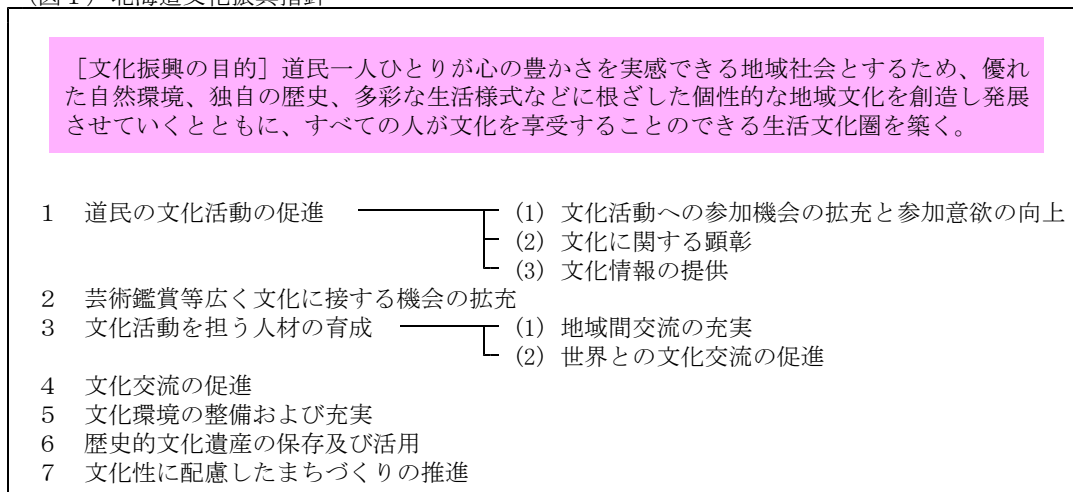 (図1) 北海道文化振興指針
［文化振興の目的］道民一人ひとりが心の豊かさを実感できる地域社会とするため、優れ
た自然環境、独自の歴史、多彩な生活様式などに根ざした個性的な地域文化を創造し発展
させていくとともに、すべての人が文化を享受することのできる生活文化圏を築く。
1 道民の文化活動の促進 (1) 文化活動への参加機会の拡充と参加意欲の向上
(2) 文化に関する顕彰
(3) 文化情報の提供
2 芸術鑑賞等広く文化に接する機会の拡充
3 文化活動を担う人材の育成 (1) 地域間交流の充実
(2) 世界との文化交流の促進
4 文化交流の促進
5 文化環境の整備および充実
6 歴史的文化遺産の保存及び活用
7 文化性に配慮したまちづくりの推進